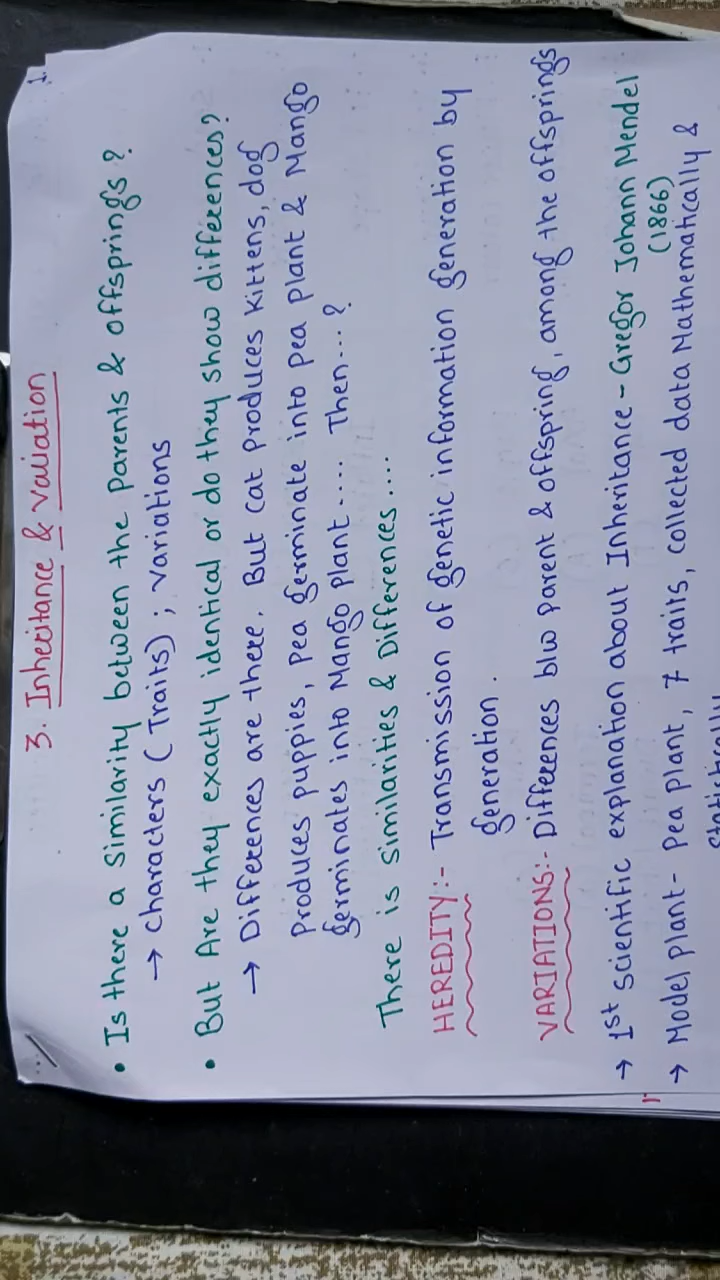 1.
3. Inheritance & variation
• Is there a similarity between the Parents & offsprings?
→ Characters (Traits) ; variations
• But Are they exactly identical or do they show differences?
→ Differences are there. But cat produces kittens, dog
Produces puppies, Pea germinate into pea plant & Mango
germinates into Mango plant .... Then...?
There is similarities & Differences ....
HEREDITY:- Transmission of genetic information generation by
generation.
VARIATIONS:- Differences b/w parent & offspring, among the offsprings
→ 1st scientific explanation about Inheritance - Gregor Johann Mendel
(1866)
→ Model plant- Pea plant, 7 traits, collected data Mathematically &
statistically